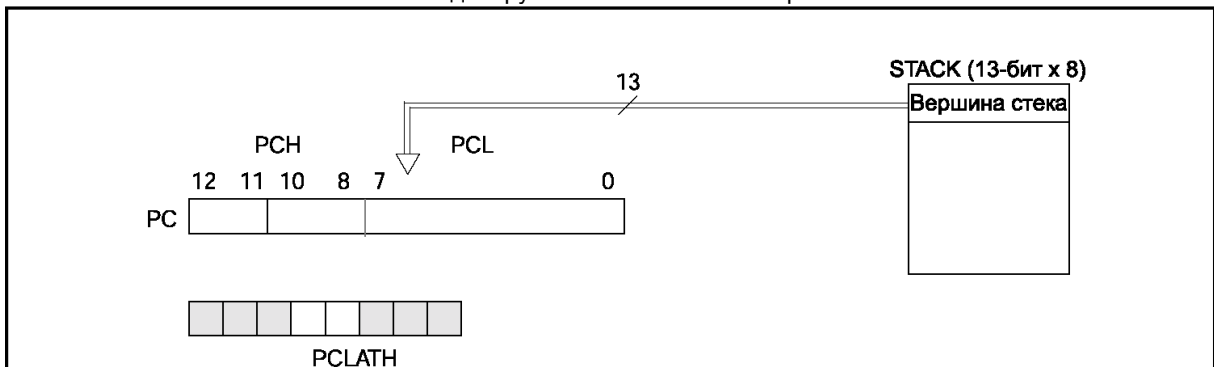 STACK (13-бит x 8)
Вершина стека
13
PCH PCL
12 11 10 8 7 0
PC
PCLATH